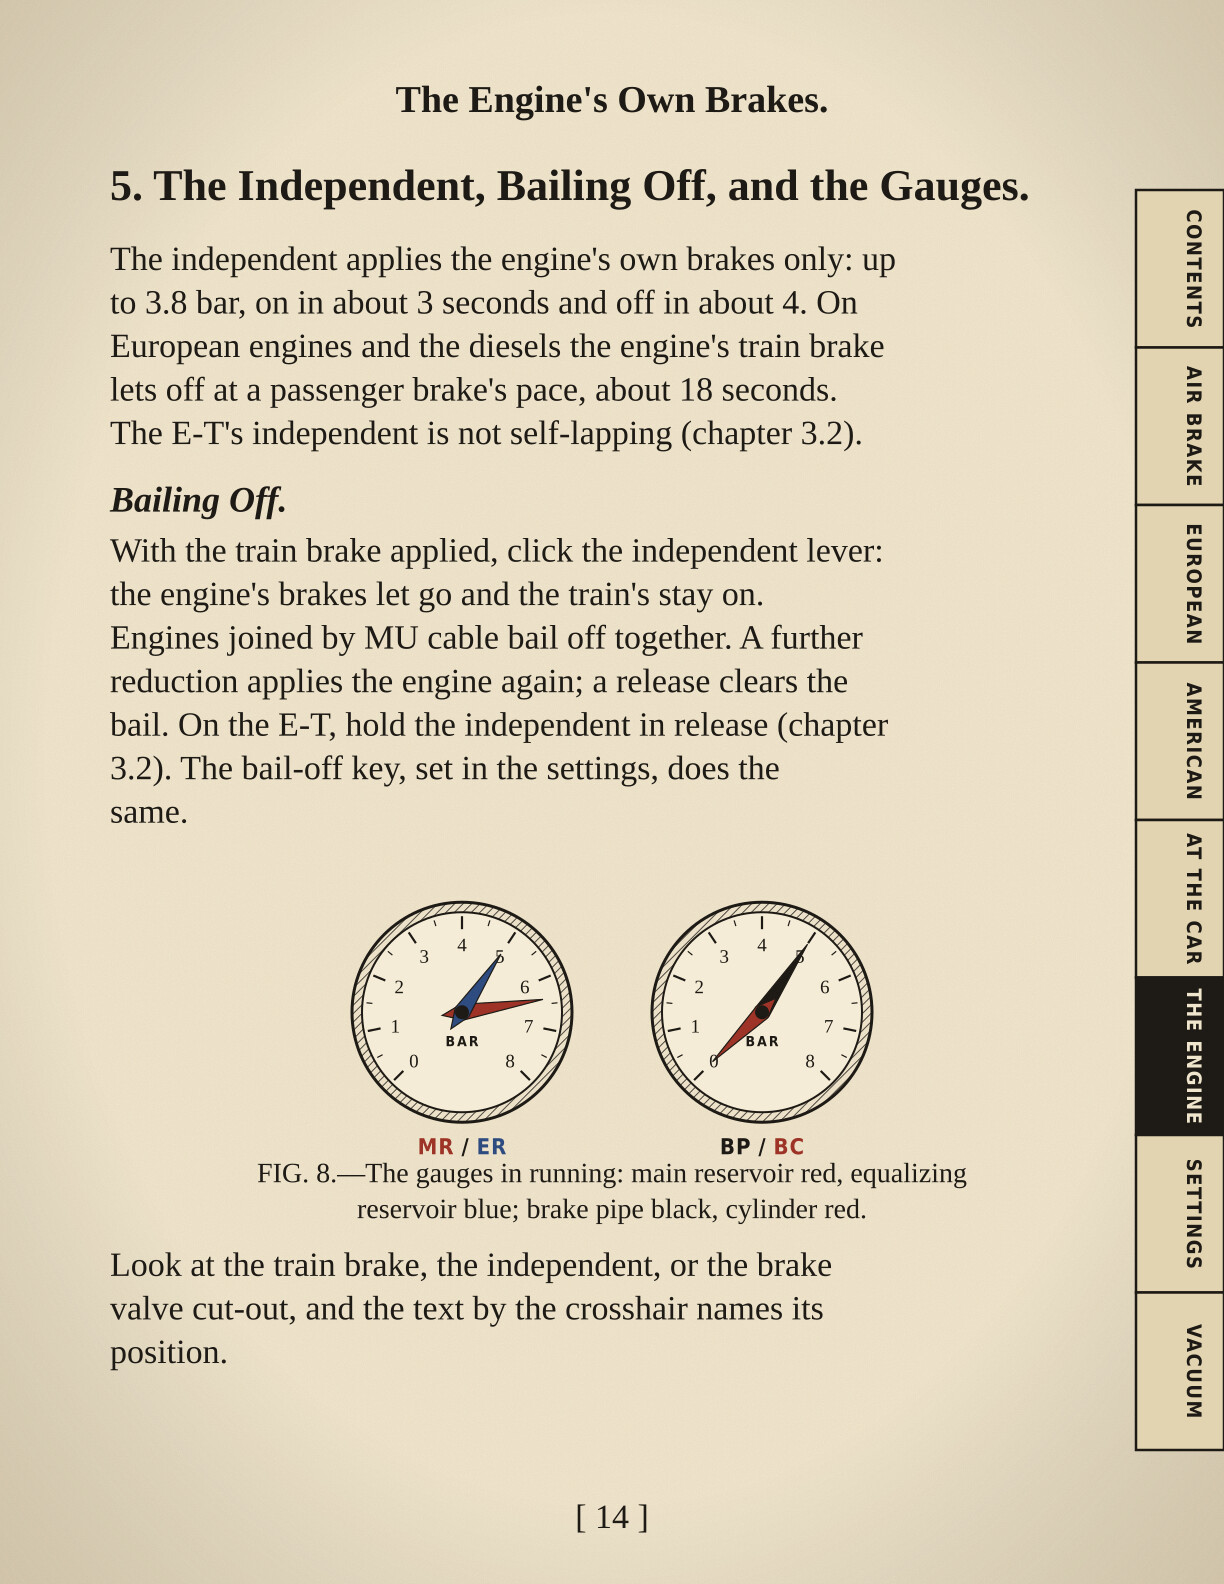 The Engine's Own Brakes.
5. The Independent, Bailing Off, and the Gauges.
The independent applies the engine's own brakes only: up
to 3.8 bar, on in about 3 seconds and off in about 4. On
European engines and the diesels the engine's train brake
lets off at a passenger brake's pace, about 18 seconds.
The E-T's independent is not self-lapping (chapter 3.2).
Bailing Off.
With the train brake applied, click the independent lever:
the engine's brakes let go and the train's stay on.
Engines joined by MU cable bail off together. A further
reduction applies the engine again; a release clears the
bail. On the E-T, hold the independent in release (chapter
3.2). The bail-off key, set in the settings, does the
same.
0 1 2 3 4 5 6 7 8
BAR
MR / ER
0 1 2 3 4 5 6 7 8
BAR
BP / BC
FIG. 8.—The gauges in running: main reservoir red, equalizing
reservoir blue; brake pipe black, cylinder red.
Look at the train brake, the independent, or the brake
valve cut-out, and the text by the crosshair names its
position.
[ 14 ]
CONTENTS
AIR BRAKE
EUROPEAN
AMERICAN
AT THE CAR
THE ENGINE
SETTINGS
VACUUM